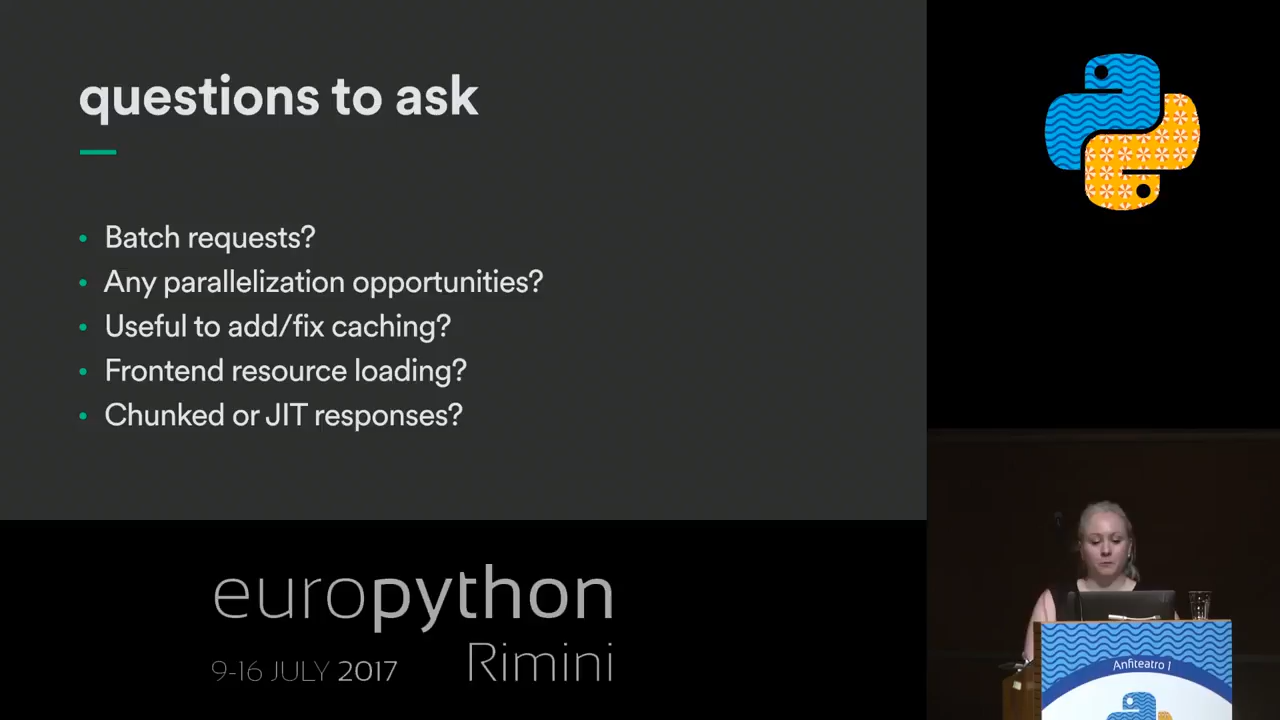 questions to ask
• Batch requests?
• Any parallelization opportunities?
• Useful to add/fix caching?
• Frontend resource loading?
• Chunked or JIT responses?
europython
9-16 JULY 2017 Rimini
Anfiteatro 1